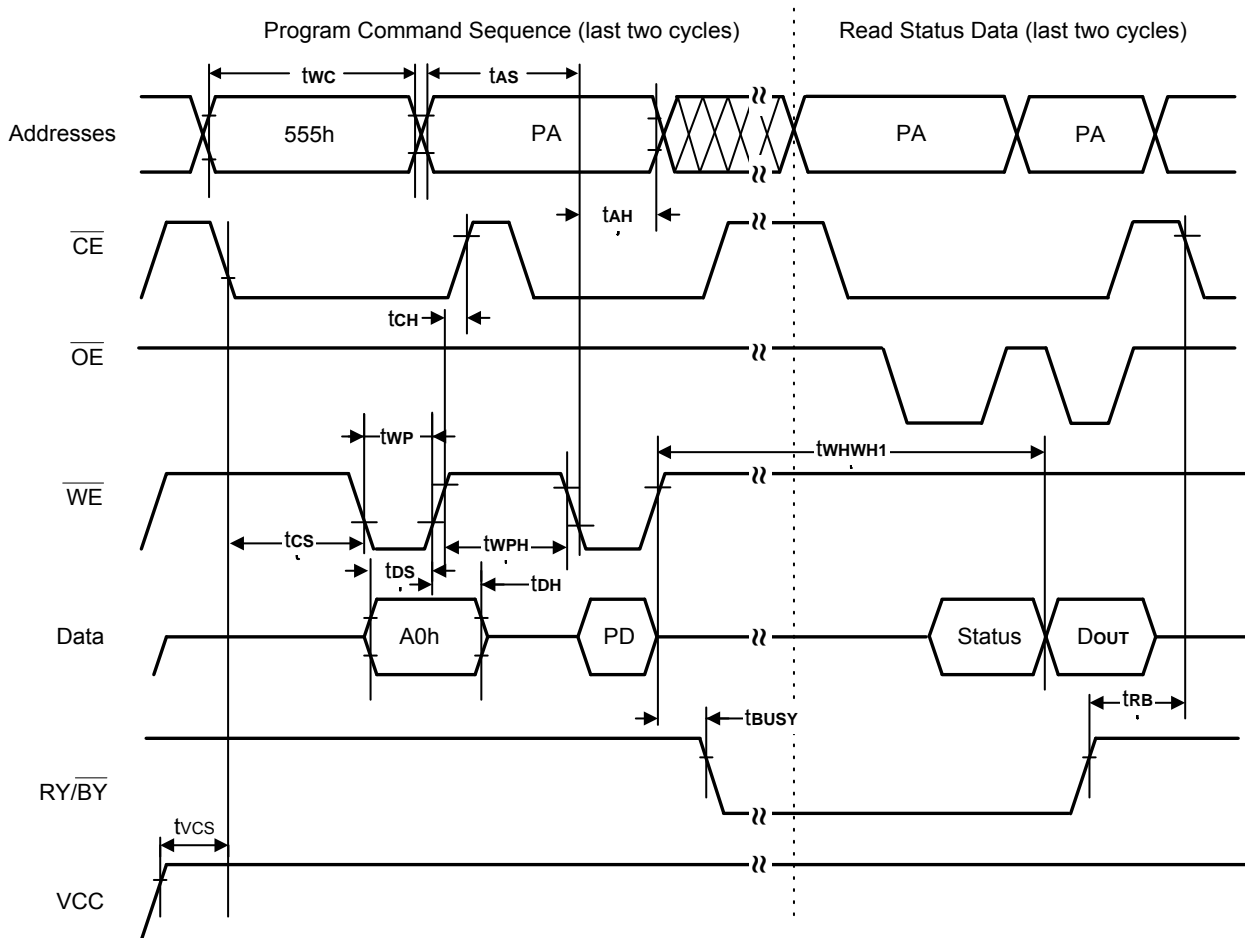 Program Command Sequence (last two cycles) Read Status Data (last two cycles)
tWC tAS
Addresses 555h PA PA PA
tAH
CE
tCH
OE
tWP tWHWH1
WE
tCS tWPH
tDS tDH
Data A0h PD Status DOUT
tBUSY tRB
RY/BY
tVCS
VCC